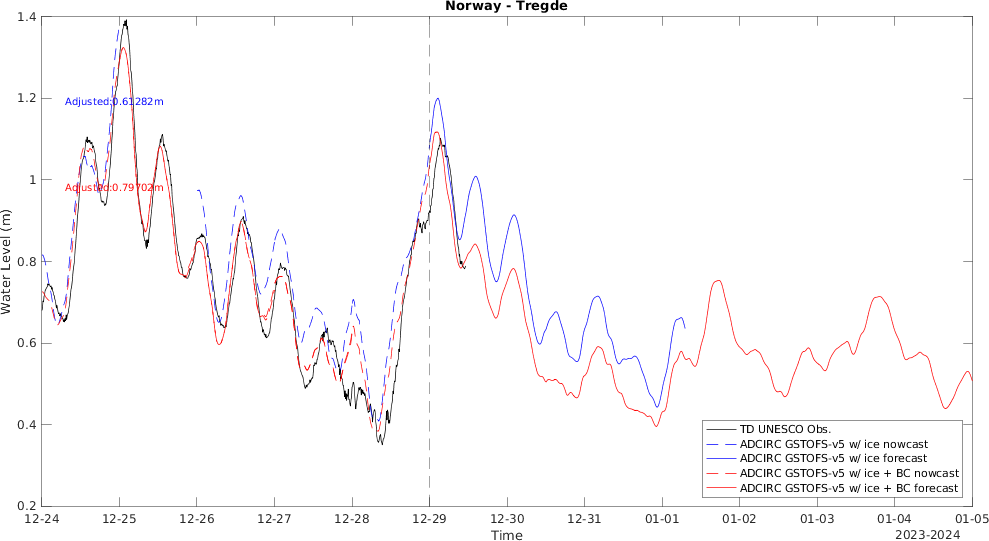 Norway - Tregde
1.4
1.2
1
0.8
0.6
0.4
0.2
Water Level (m)
Adjusted:0.61282m
Adjusted:0.79702m
TD UNESCO Obs.
ADCIRC GSTOFS-v5 w/ ice nowcast
ADCIRC GSTOFS-v5 w/ ice forecast
ADCIRC GSTOFS-v5 w/ ice + BC nowcast
ADCIRC GSTOFS-v5 w/ ice + BC forecast
12-24 12-25 12-26 12-27 12-28 12-29 12-30 12-31 01-01 01-02 01-03 01-04 01-05
Time
2023-2024